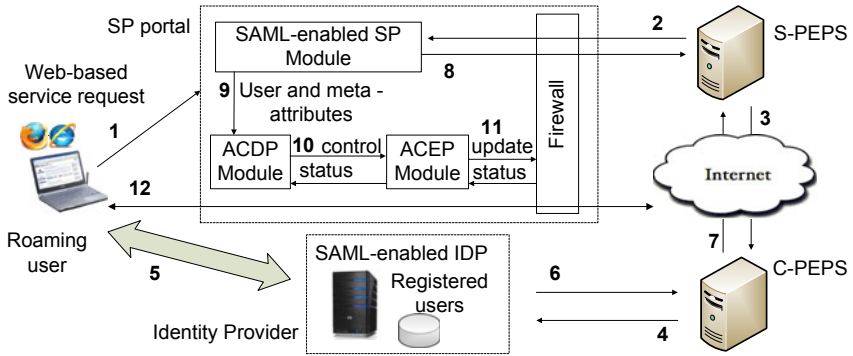 SP portal
SAML-enabled SP
Module
2
S-PEPS
8
Web-based
service request
9
User and meta -
attributes
Firewall
3
1
ACDP
Module
10 control
status
ACEP
Module
11
update
status
Internet
12
Roaming
user
5
SAML-enabled IDP
Registered
users
Identity Provider
6
4
7
C-PEPS